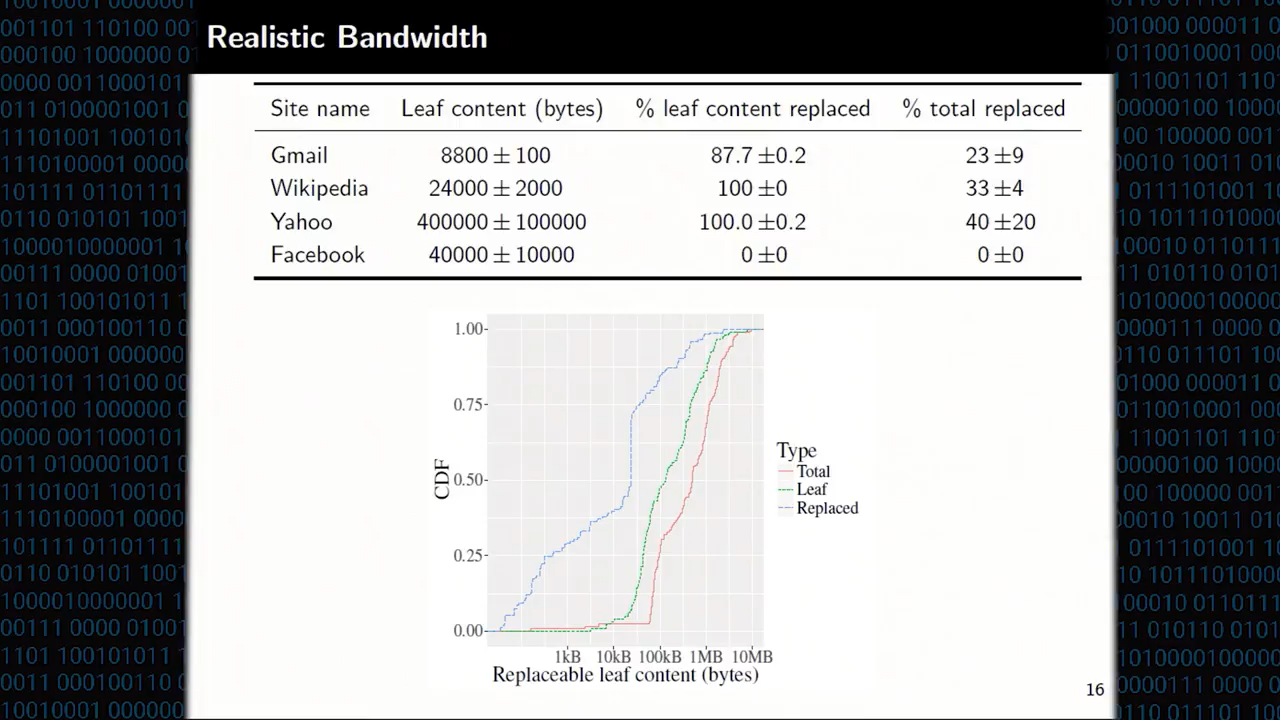 Realistic Bandwidth
Site name Leaf content (bytes) % leaf content replaced % total replaced
Gmail 8800 ± 100 87.7 ±0.2 23 ±9
Wikipedia 24000 ± 2000 100 ±0 33 ±4
Yahoo 400000 ± 100000 100.0 ±0.2 40 ±20
Facebook 40000 ± 10000 0 ±0 0 ±0
1.00
0.75
0.50
0.25
0.00
CDF
1kB 10kB 100kB 1MB 10MB
Replaceable leaf content (bytes)
Type
Total
Leaf
Replaced
16